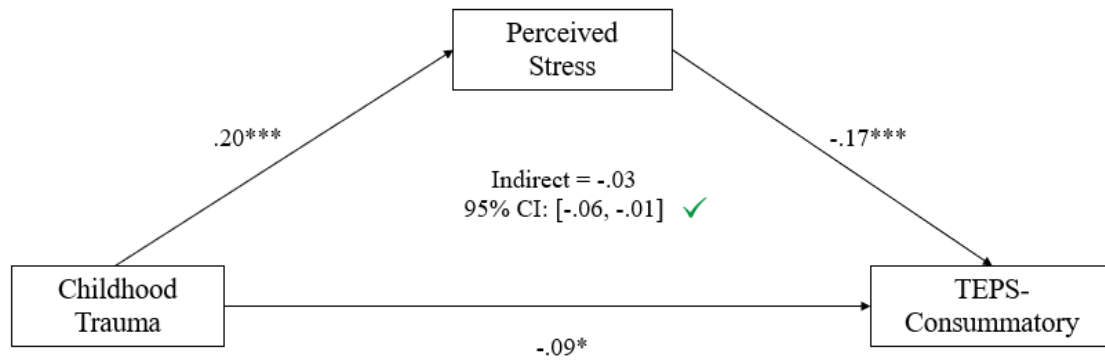 Perceived
Stress
.20***
-.17***
Indirect = -.03
95% CI: [-.06, -.01]
Childhood
Trauma
TEPS-
Consummatory
-.09*